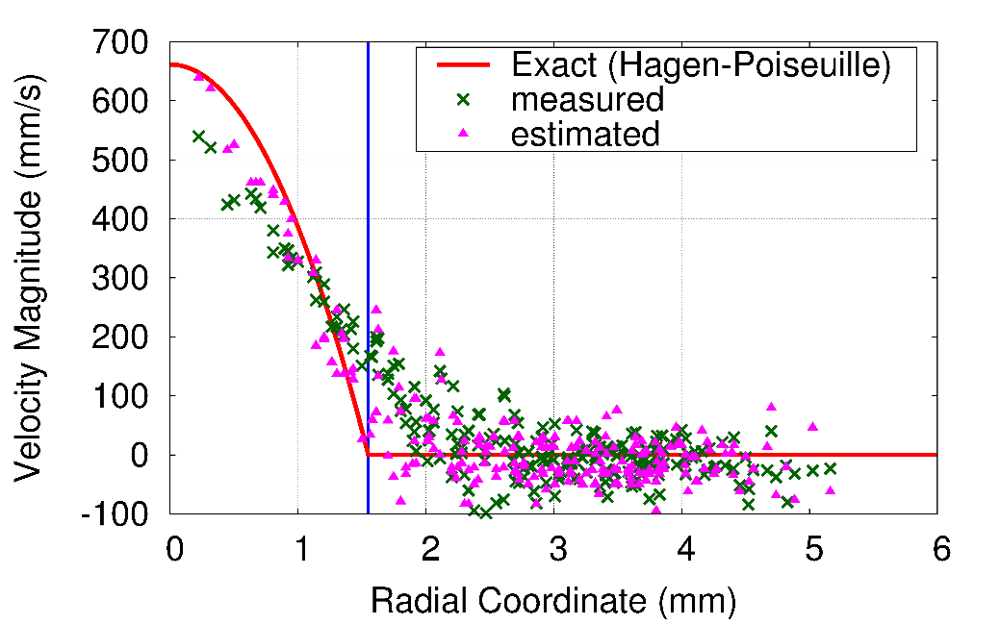 700
600
500
400
300
200
100
0
-100
Velocity Magnitude (mm/s)
Exact (Hagen-Poiseuille)
measured
estimated
0 1 2 3 4 5 6
Radial Coordinate (mm)